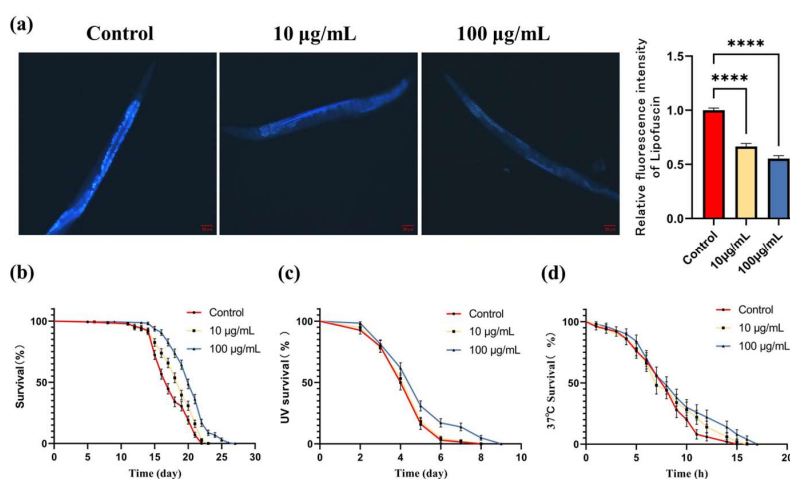 (a)
Control
10 μg/mL
100 μg/mL
Relative fluorescence intensity
of Lipofuscin
1.5
1.0
0.5
0.0
****
****
Control
10μg/mL
100μg/mL
(b)
Survival(%)
100
50
0
0 5 10 15 20 25 30
Time (day)
Control
10 μg/mL
100 μg/mL
(c)
UV survival( %)
100
50
0
0 2 4 6 8 10
Time (day)
Control
10 μg/mL
100 μg/mL
(d)
37℃ Survival( %)
100
50
0
0 5 10 15 20
Time (h)
Control
10 μg/mL
100 μg/mL